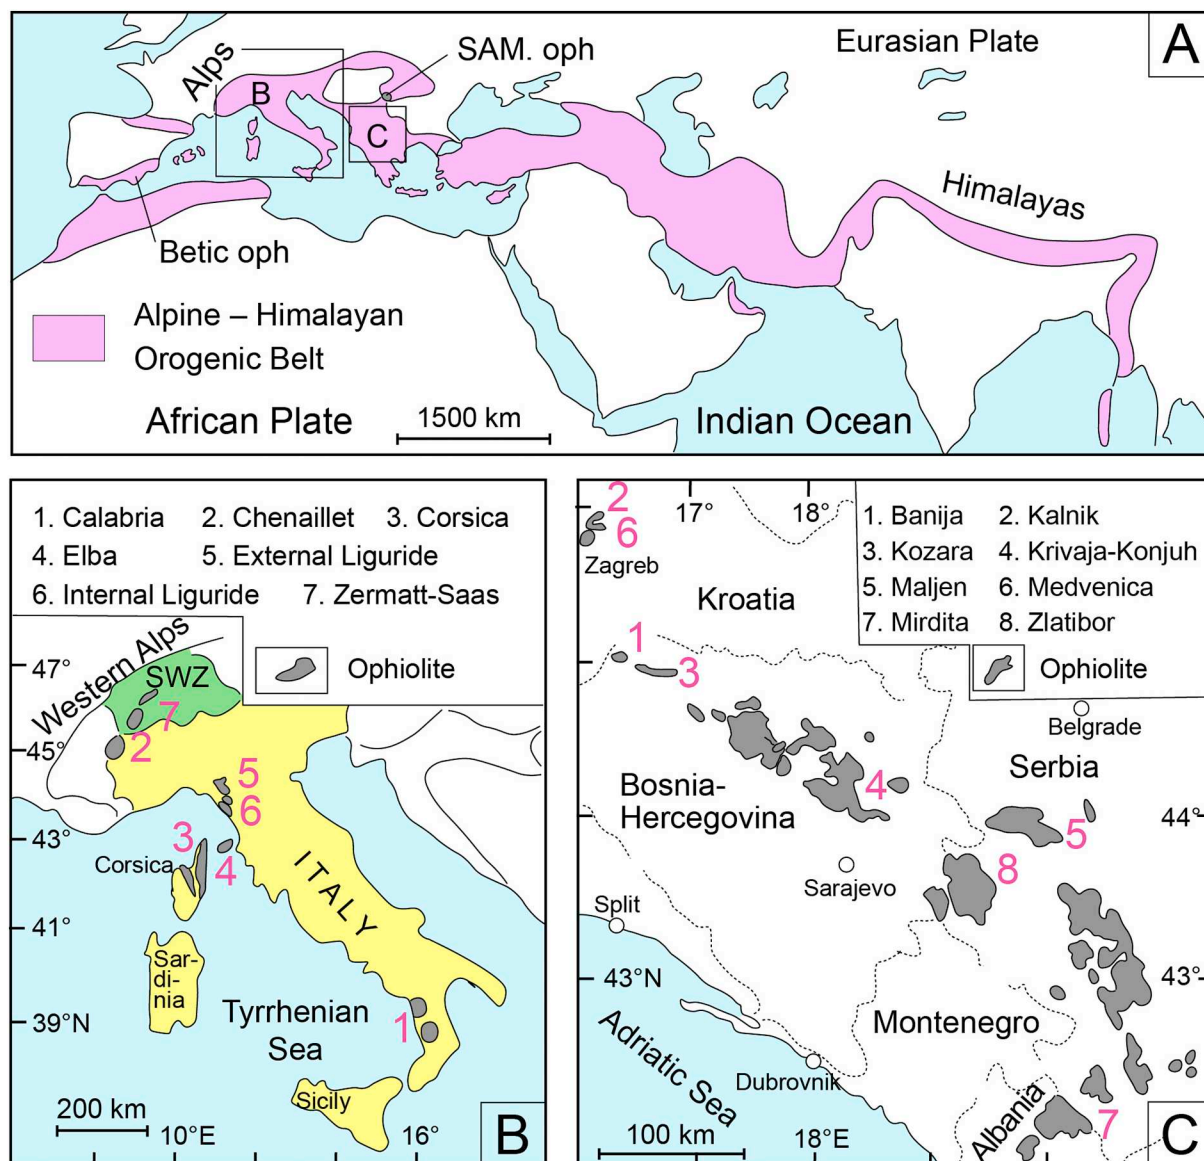 A
Eurasian Plate
SAM. oph
Alps
B
C
Himalayas
Betic oph
Alpine – Himalayan
Orogenic Belt
African Plate
1500 km
Indian Ocean
1. Calabria 2. Chenaillet 3. Corsica
4. Elba 5. External Liguride
6. Internal Liguride 7. Zermatt-Saas
Ophiolite
Western Alps
47°
SWZ
7
2
45°
5
6
43°
3
4
Corsica
ITALY
41°
Sar-
di-
nia
Tyrrhenian
Sea
39°N
1
Sicily
200 km
10°E
16°
B
2
17°
18°
6
Zagreb
1. Banija 2. Kalnik
3. Kozara 4. Krivaja-Konjuh
5. Maljen 6. Medvenica
7. Mirdita 8. Zlatibor
Ophiolite
Kroatia
1
3
Belgrade
Serbia
Bosnia-
Hercegovina
4
44°
5
8
Sarajevo
Split
43°N
43°
Montenegro
Adriatic Sea
Dubrovnik
Albania
7
100 km
18°E
C